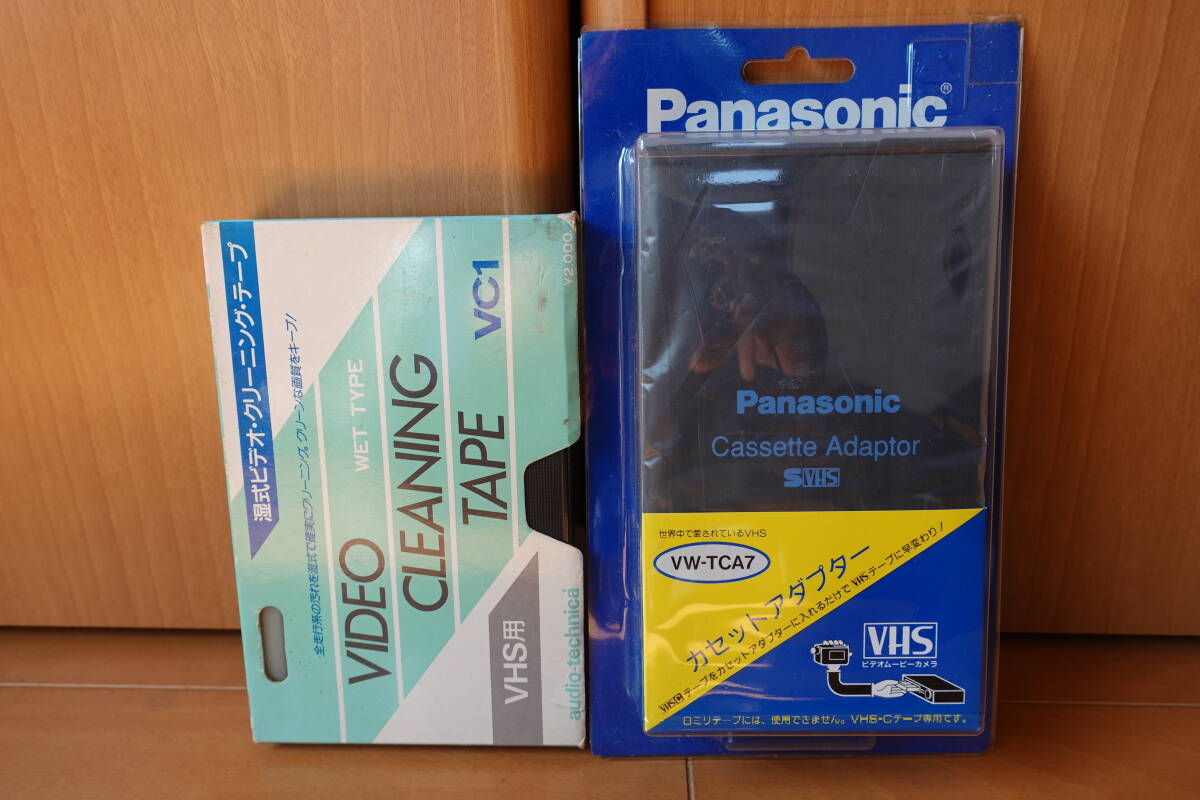 湿式ビデオ・クリーニング・テープ
全走行系の汚れを湿式で確実にクリーニング。クリーンな画質をキープ!
WET TYPE
VIDEO
CLEANING
TAPE
VC1
¥2,000
VHS用
audio-technica
Panasonic®
Panasonic
Cassette Adaptor
S VHS
世界中で愛されているVHS
VW-TCA7
カセットアダプター
VHS C テープをカセットアダプターに入れるだけでVHSテープに早変わり!
VHS
ビデオムービーカメラ
8ミリテープには、使用できません。VHS-Cテープ専用です。